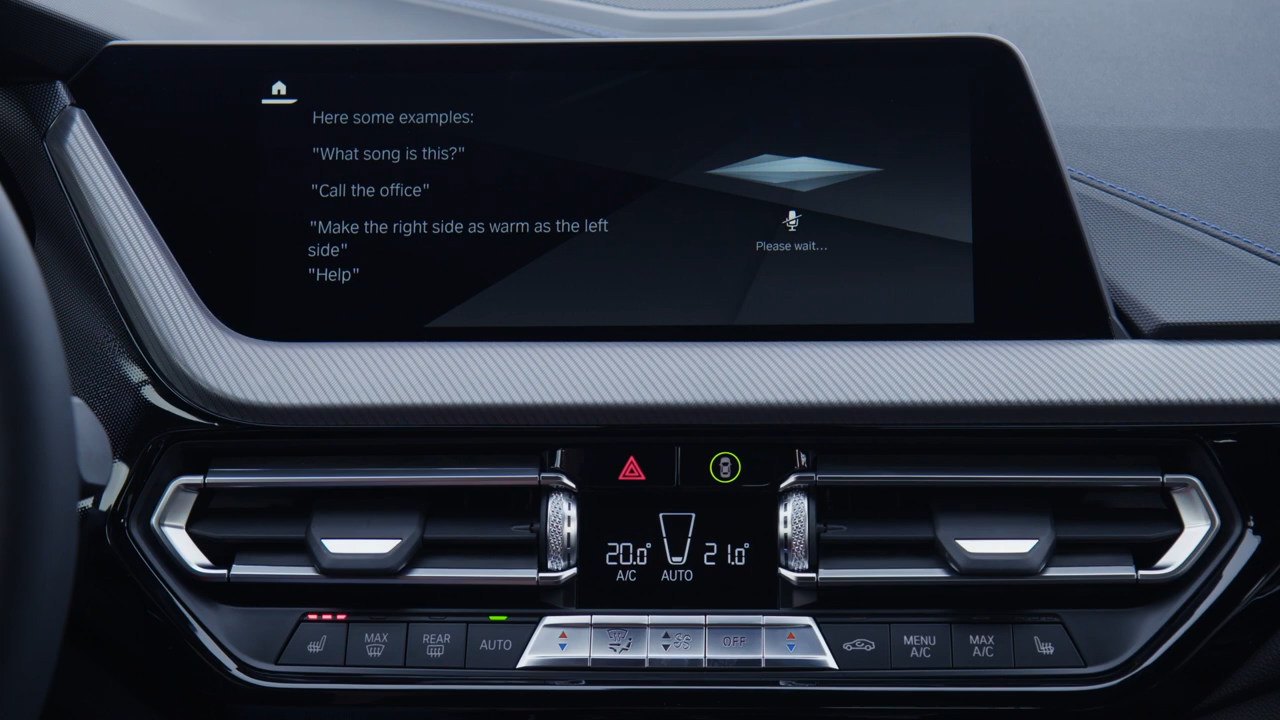 Here some examples:
"What song is this?"
"Call the office"
"Make the right side as warm as the left
side"
"Help"
Please wait...
20.0° 21.0°
A/C AUTO
MAX REAR AUTO OFF MENU A/C MAX A/C